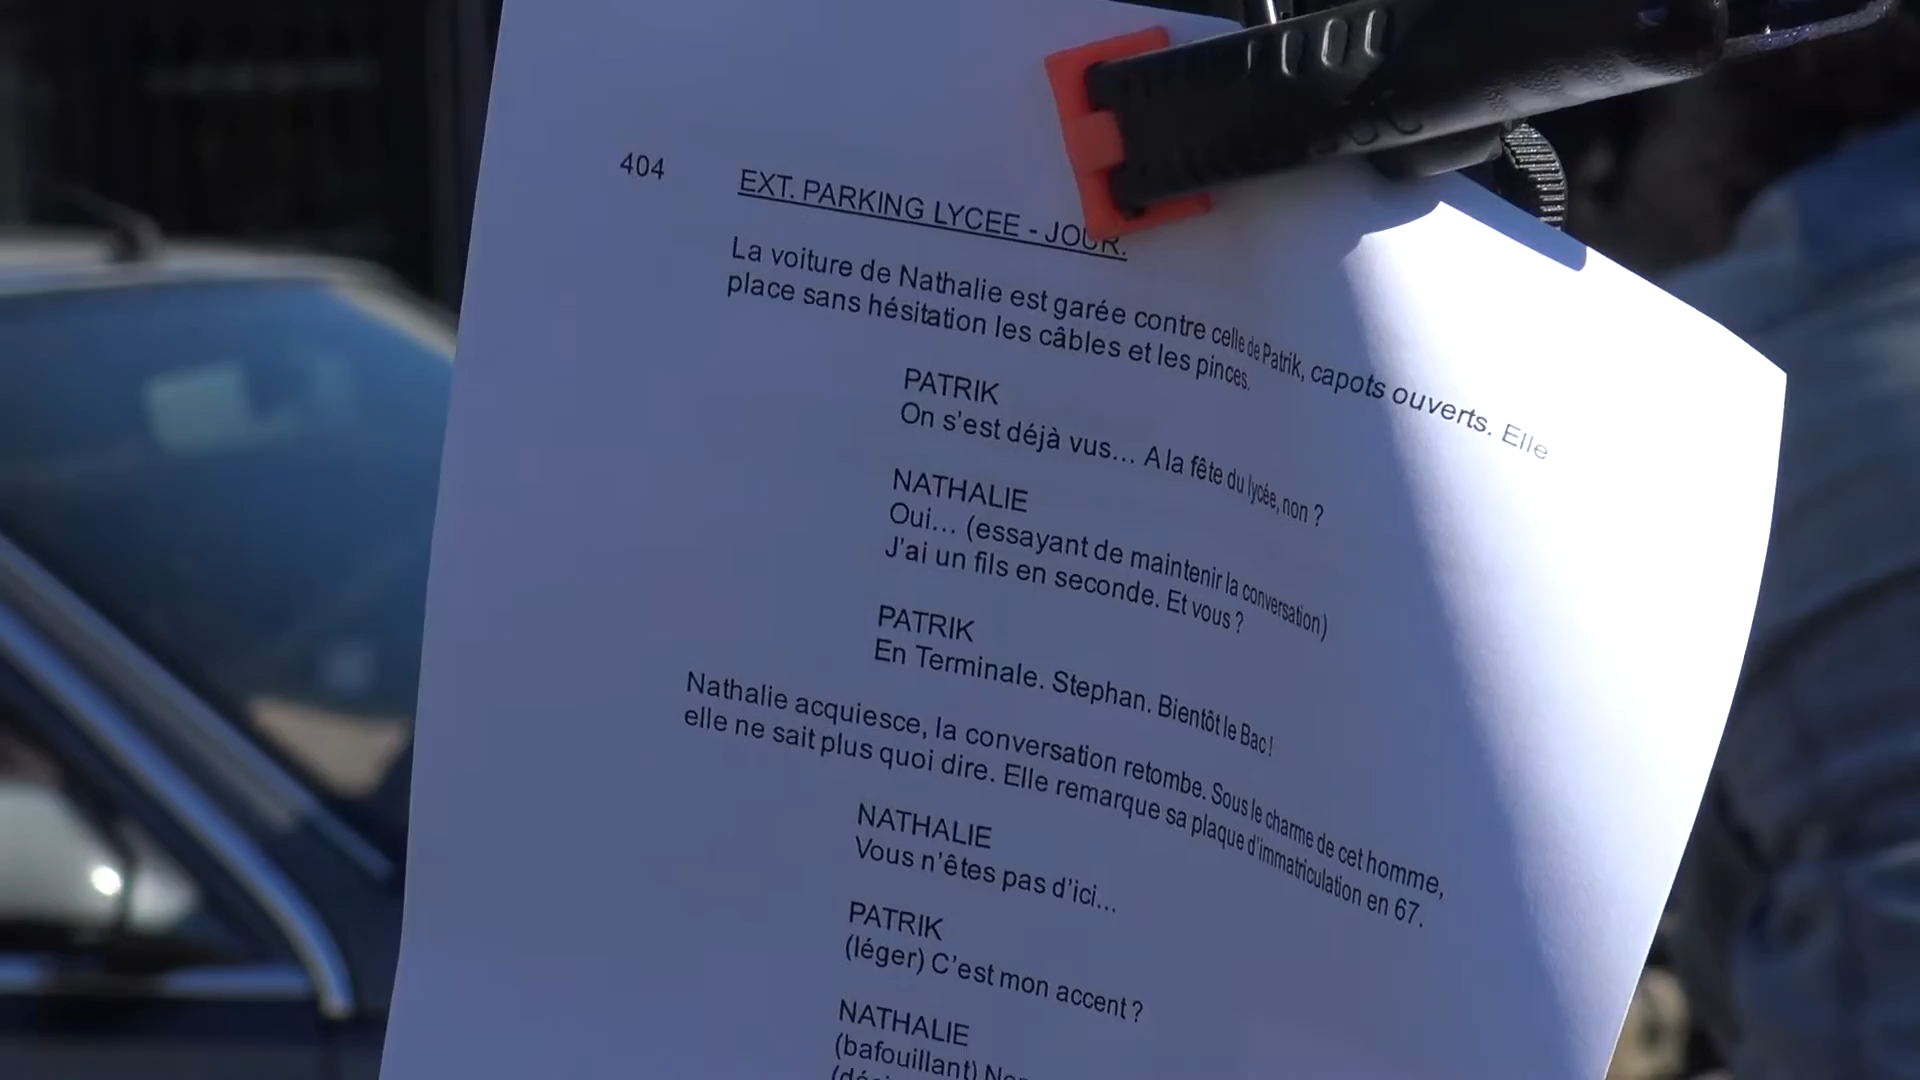 404
EXT. PARKING LYCEE - JOUR.
La voiture de Nathalie est garée contre celle de Patrik, capots ouverts. Elle
place sans hésitation les câbles et les pinces.
PATRIK
On s'est déjà vus... A la fête du lycée, non ?
NATHALIE
Oui... (essayant de maintenir la conversation)
J'ai un fils en seconde. Et vous ?
PATRIK
En Terminale. Stephan. Bientôt le Bac !
Nathalie acquiesce, la conversation retombe. Sous le charme de cet homme,
elle ne sait plus quoi dire. Elle remarque sa plaque d'immatriculation en 67.
NATHALIE
Vous n'êtes pas d'ici...
PATRIK
(léger) C'est mon accent ?
NATHALIE
(bafouillant)